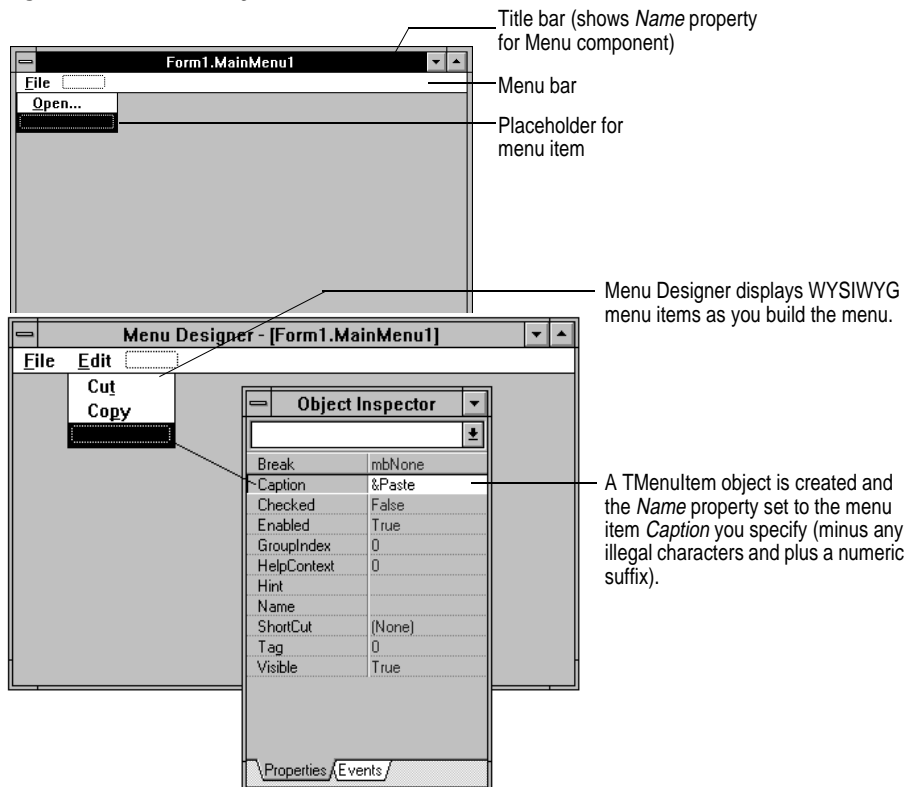 Title bar (shows Name property
for Menu component)
Form1.MainMenu1
File
Menu bar
Open...
Placeholder for
menu item
Menu Designer displays WYSIWYG
menu items as you build the menu.
Menu Designer - [Form1.MainMenu1]
File Edit
Cut
Copy
Object Inspector
Break mbNone
Caption &Paste
Checked False
Enabled True
GroupIndex 0
HelpContext 0
Hint
Name
ShortCut (None)
Tag 0
Visible True
A TMenuItem object is created and
the Name property set to the menu
item Caption you specify (minus any
illegal characters and plus a numeric
suffix).
Properties Events